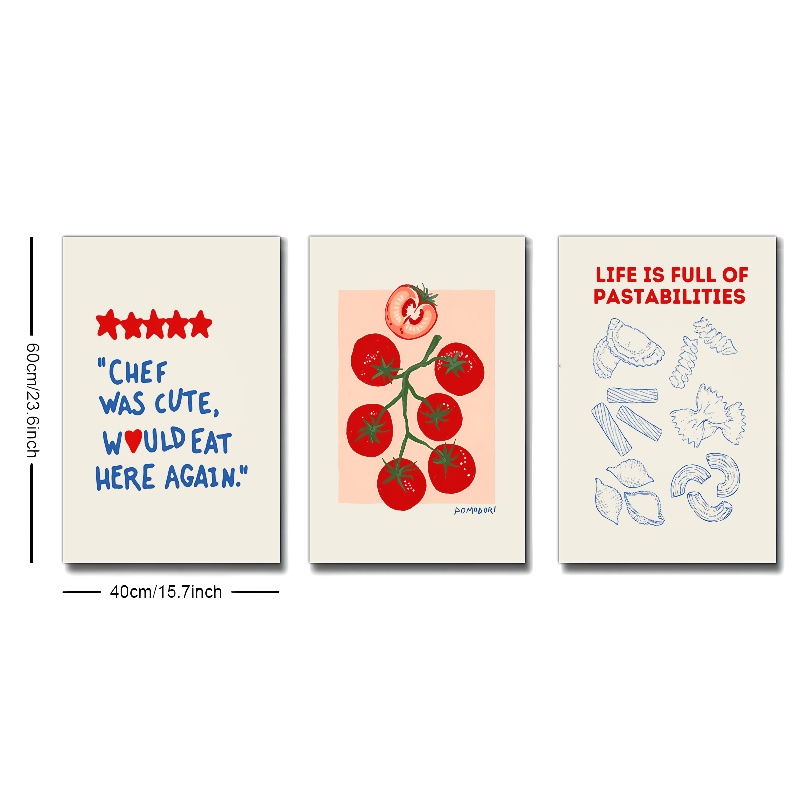 60cm/23.6inch
"CHEF
WAS CUTE,
W♥ULD EAT
HERE AGAIN."
POMODORI
LIFE IS FULL OF
PASTABILITIES
40cm/15.7inch